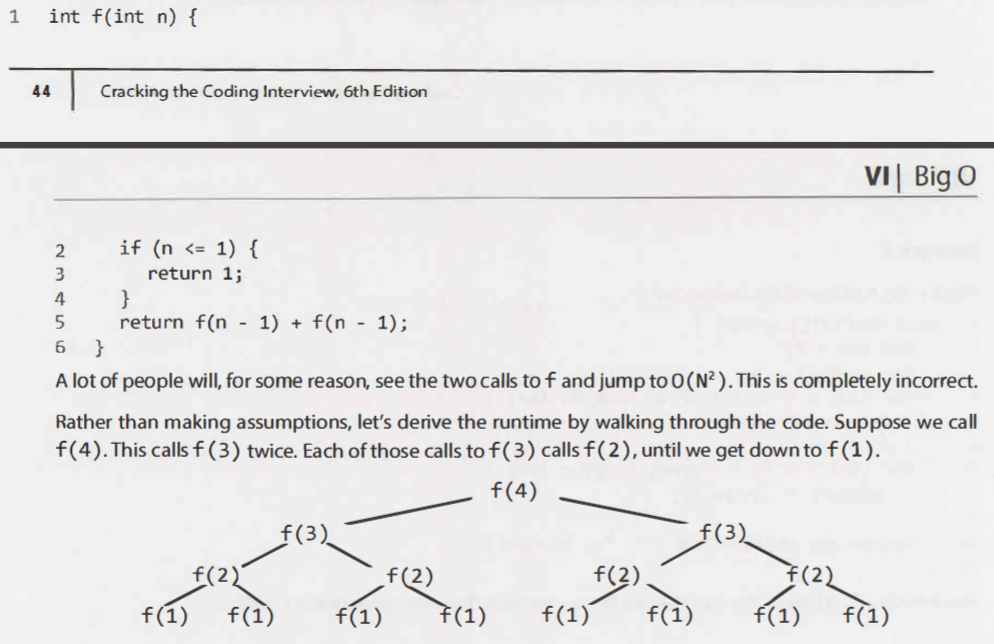 1 int f(int n) {
44 Cracking the Coding Interview, 6th Edition
VI | Big O
2 if (n <= 1) {
3 return 1;
4 }
5 return f(n - 1) + f(n - 1);
6 }
A lot of people will, for some reason, see the two calls to f and jump to O(N²). This is completely incorrect.
Rather than making assumptions, let's derive the runtime by walking through the code. Suppose we call
f(4). This calls f(3) twice. Each of those calls to f(3) calls f(2), until we get down to f(1).
f(4)
f(3) f(3)
f(2) f(2) f(2) f(2)
f(1) f(1) f(1) f(1) f(1) f(1) f(1) f(1)